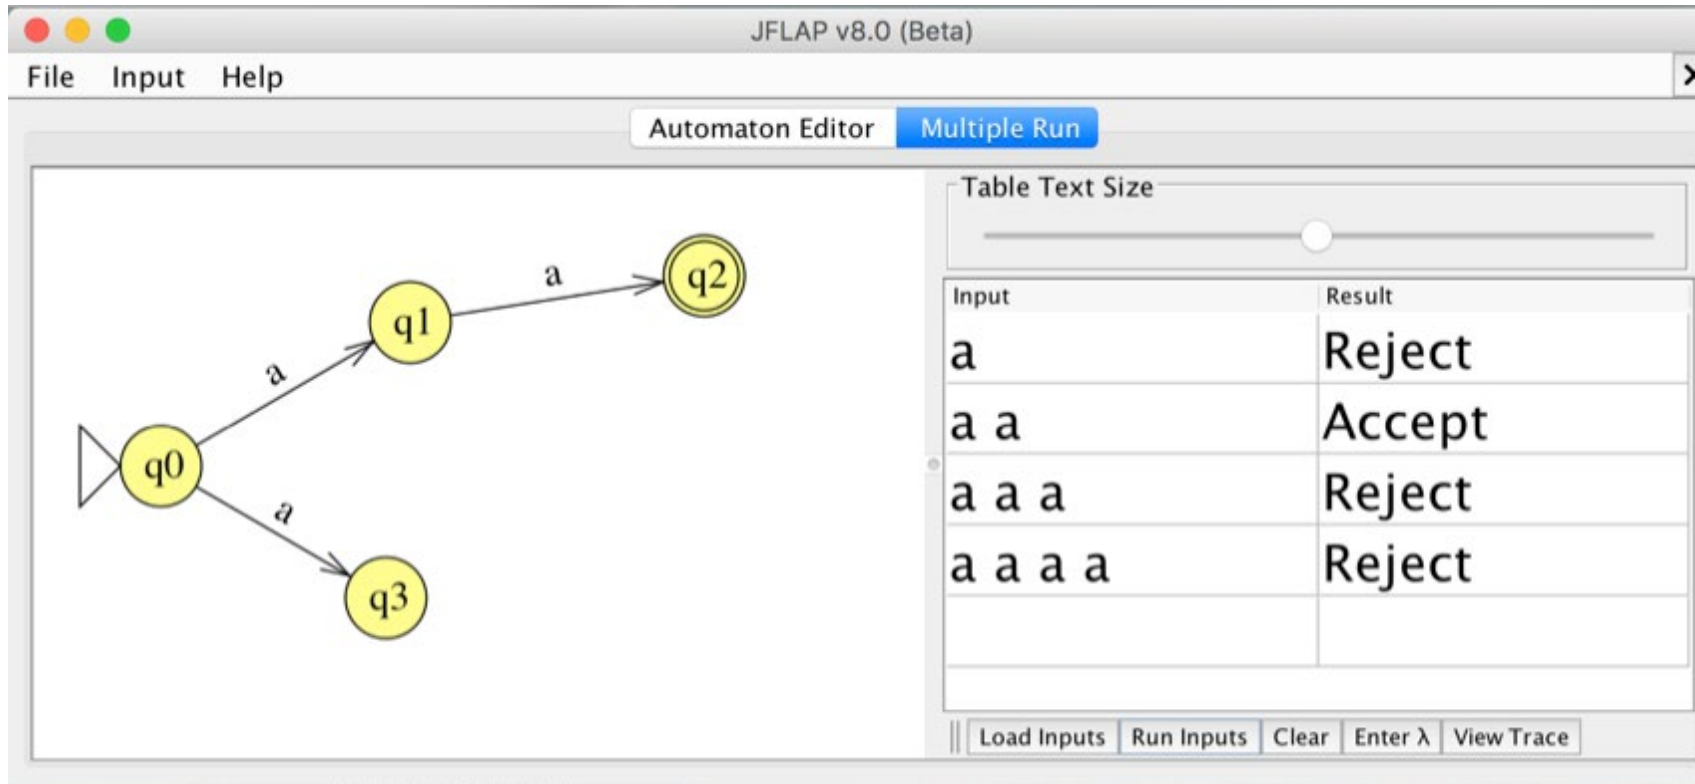 JFLAP v8.0 (Beta)
File Input Help
Automaton Editor Multiple Run
Table Text Size
Input Result
a Reject
a a Accept
a a a Reject
a a a a Reject
q2
a
q1
a
q0
a
q3
Load Inputs Run Inputs Clear Enter λ View Trace